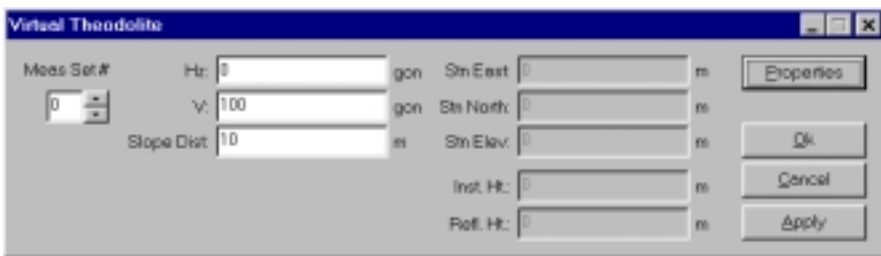 Virtual Theodolite
Meas Set #
0
Hz: 0 gon
V: 100 gon
Slope Dist: 10 m
Stn East: 0 m
Stn North: 0 m
Stn Elev: 0 m
Inst. Ht.: 0 m
Refl. Ht.: 0 m
Properties
Ok
Cancel
Apply